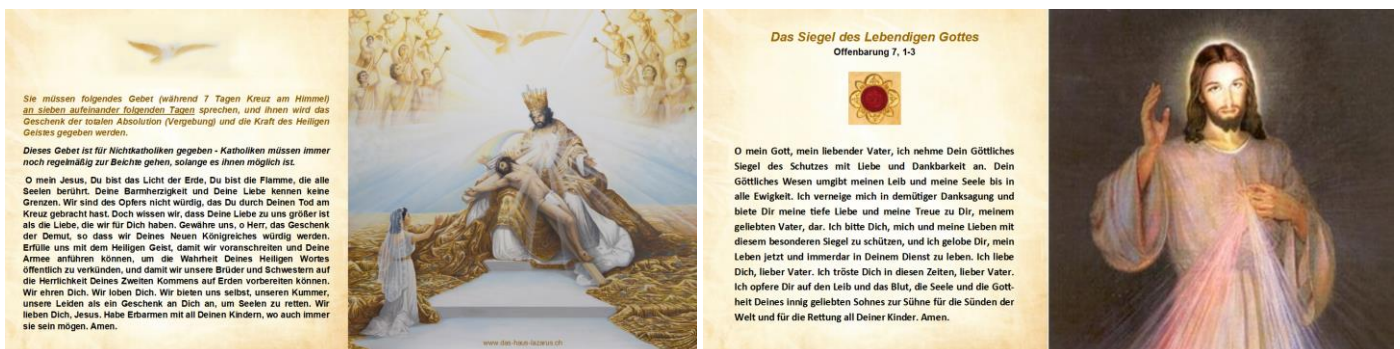 Sie müssen folgendes Gebet (während 7 Tagen Kreuz am Himmel)
an sieben aufeinander folgenden Tagen sprechen, und ihnen wird das
Geschenk der totalen Absolution (Vergebung) und die Kraft des Heiligen
Geistes gegeben werden.
Dieses Gebet ist für Nichtkatholiken gegeben - Katholiken müssen immer
noch regelmäßig zur Beichte gehen, solange es ihnen möglich ist.
O mein Jesus, Du bist das Licht der Erde, Du bist die Flamme, die alle
Seelen berührt. Deine Barmherzigkeit und Deine Liebe kennen keine
Grenzen. Wir sind des Opfers nicht würdig, das Du durch Deinen Tod am
Kreuz gebracht hast. Doch wissen wir, dass Deine Liebe zu uns größer ist
als die Liebe, die wir für Dich haben. Gewähre uns, o Herr, das Geschenk
der Demut, so dass wir Deines Neuen Königreiches würdig werden.
Erfülle uns mit dem Heiligen Geist, damit wir voranschreiten und Deine
Armee anführen können, um die Wahrheit Deines Heiligen Wortes
öffentlich zu verkünden, und damit wir unsere Brüder und Schwestern auf
die Herrlichkeit Deines Zweiten Kommens auf Erden vorbereiten können.
Wir ehren Dich. Wir loben Dich. Wir bieten uns selbst, unseren Kummer,
unsere Leiden als ein Geschenk an Dich an, um Seelen zu retten. Wir
lieben Dich, Jesus. Habe Erbarmen mit all Deinen Kindern, wo auch immer
sie sein mögen. Amen.
www.das-haus-lazarus.ch
Das Siegel des Lebendigen Gottes
Offenbarung 7, 1-3
O mein Gott, mein liebender Vater, ich nehme Dein Göttliches
Siegel des Schutzes mit Liebe und Dankbarkeit an. Dein
Göttliches Wesen umgibt meinen Leib und meine Seele bis in
alle Ewigkeit. Ich verneige mich in demütiger Danksagung und
biete Dir meine tiefe Liebe und meine Treue zu Dir, meinem
geliebten Vater, dar. Ich bitte Dich, mich und meine Lieben mit
diesem besonderen Siegel zu schützen, und ich gelobe Dir, mein
Leben jetzt und immerdar in Deinem Dienst zu leben. Ich liebe
Dich, lieber Vater. Ich tröste Dich in diesen Zeiten, lieber Vater.
Ich opfere Dir auf den Leib und das Blut, die Seele und die Gott-
heit Deines innig geliebten Sohnes zur Sühne für die Sünden der
Welt und für die Rettung all Deiner Kinder. Amen.